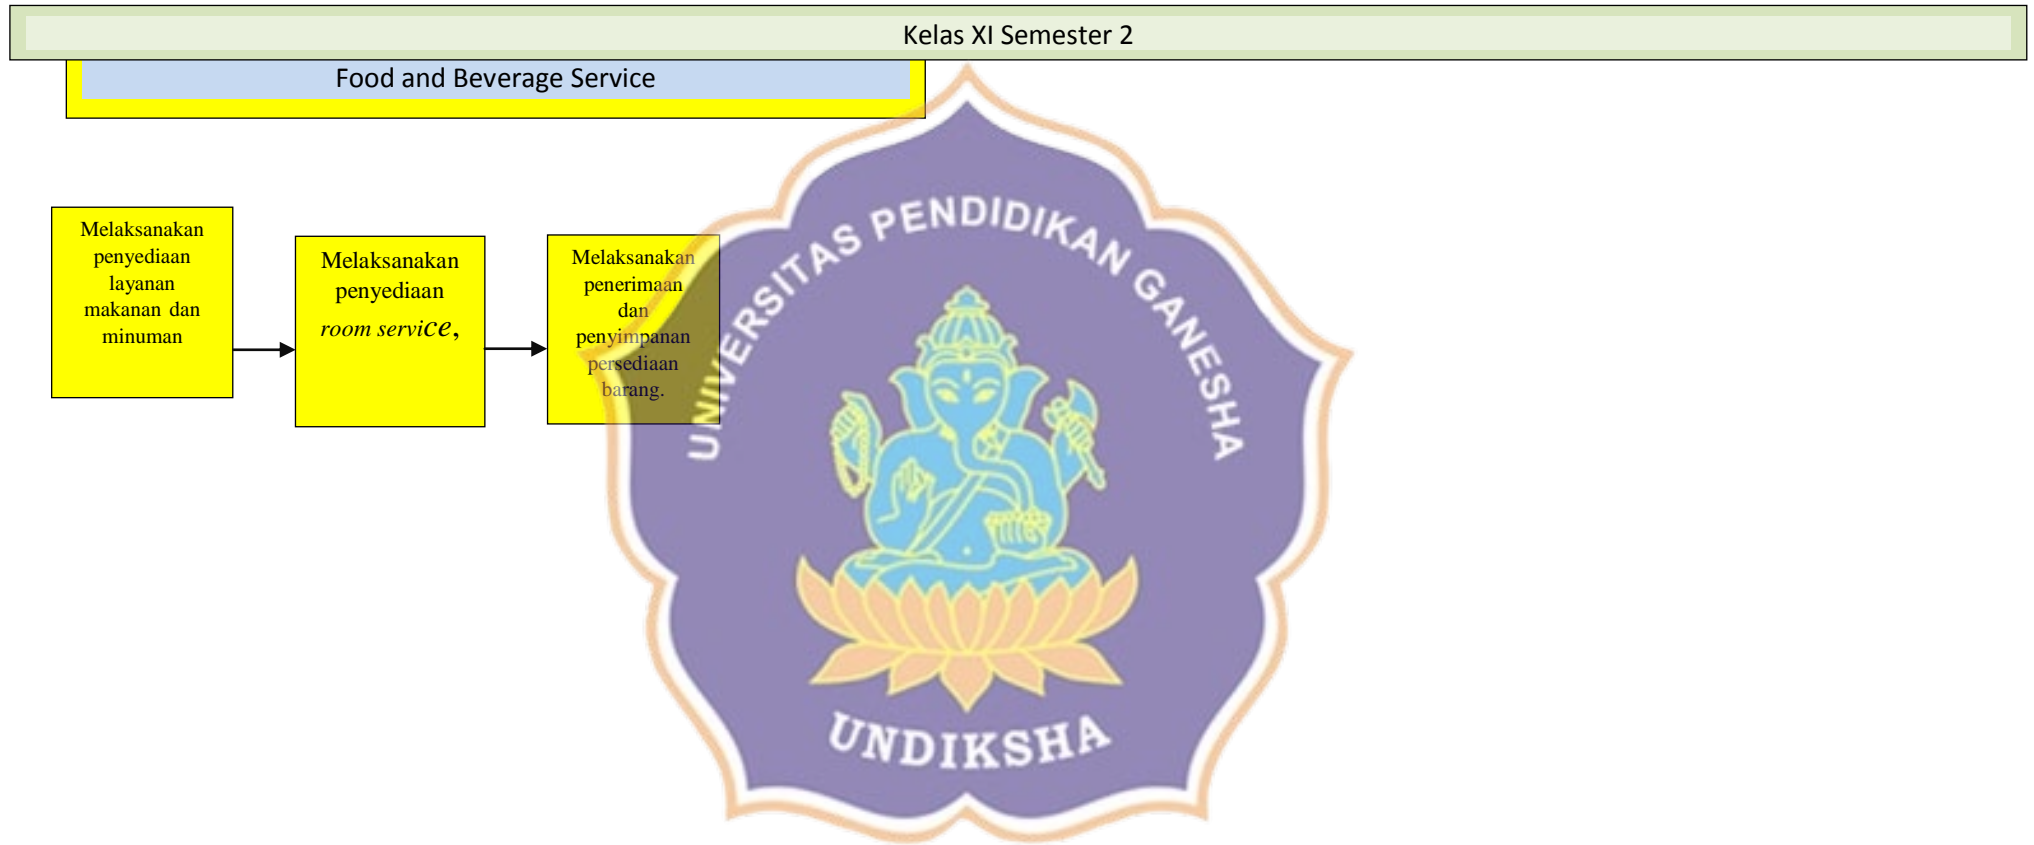 Kelas XI Semester 2
Food and Beverage Service
Melaksanakan
penyediaan
layanan
makanan dan
minuman
Melaksanakan
penyediaan
room service,
Melaksanakan
penerimaan
dan
penyimpanan
persediaan
barang.
UNIVERSITAS PENDIDIKAN GANESHA
UNDIKSHA